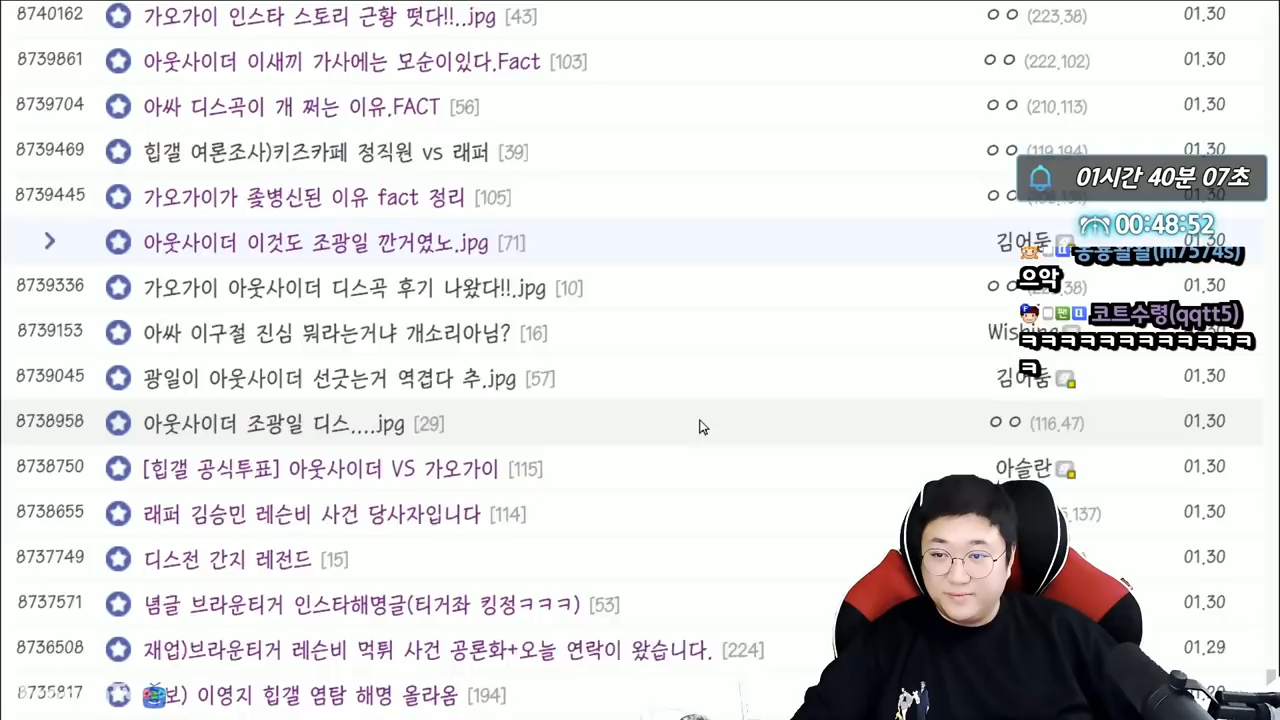 8740162 가오가이 인스타 스토리 근황 떳다!!..jpg [43] ㅇㅇ (223.38) 01.30
8739861 아웃사이더 이새끼 가사에는 모순이있다.Fact [103] ㅇㅇ (222.102) 01.30
8739704 아싸 디스곡이 개 쩌는 이유.FACT [56] ㅇㅇ (210.113) 01.30
8739469 힙갤 여론조사)키즈카페 정직원 vs 래퍼 [39] ㅇㅇ (119.194) 01.30
01시간 40분 07초
8739445 가오가이가 좆병신된 이유 fact 정리 [105] ㅇㅇ
00:48:52
아웃사이더 이것도 조광일 깐거였노.jpg [71] 김어둠
(m7574s)
으악
8739336 가오가이 아웃사이더 디스곡 후기 나왔다!!.jpg [10] ㅇㅇ 01.30
팬 코트수령(qqtt5)
8739153 아싸 이구절 진심 뭐라는거냐 개소리아님? [16]
ㅋㅋㅋㅋㅋㅋㅋㅋㅋㅋㅋㅋ
ㅋ
8739045 광일이 아웃사이더 선긋는거 역겹다 추.jpg [57] 김어둠 01.30
8738958 아웃사이더 조광일 디스....jpg [29] ㅇㅇ (116.47) 01.30
8738750 [힙갤 공식투표] 아웃사이더 VS 가오가이 [115] 아슬란 01.30
8738655 래퍼 김승민 레슨비 사건 당사자입니다 [114] 01.30
8737749 디스전 간지 레전드 [15] 01.30
8737571 념글 브라운티거 인스타해명글(티거좌 킹정ㅋㅋㅋ) [53] 01.30
8736508 재업)브라운티거 레슨비 먹튀 사건 공론화+오늘 연락이 왔습니다. [224] 01.29
8735817 보) 이영지 힙갤 염탐 해명 올라옴 [194]